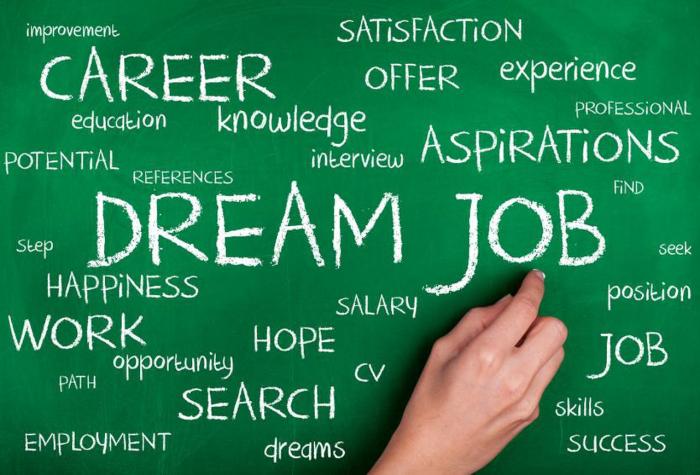 improvement
SATISFACTION
CAREER
OFFER
experience
PROFESSIONAL
education
knowledge
ASPIRATIONS
POTENTIAL
interview
REFERENCES
FIND
DREAM JOB
Step
seek
HAPPINESS
position
SALARY
WORK
HOPE
JOB
opportunity
CV
PATH
SEARCH
skills
EMPLOYMENT
dreams
SUCCESS